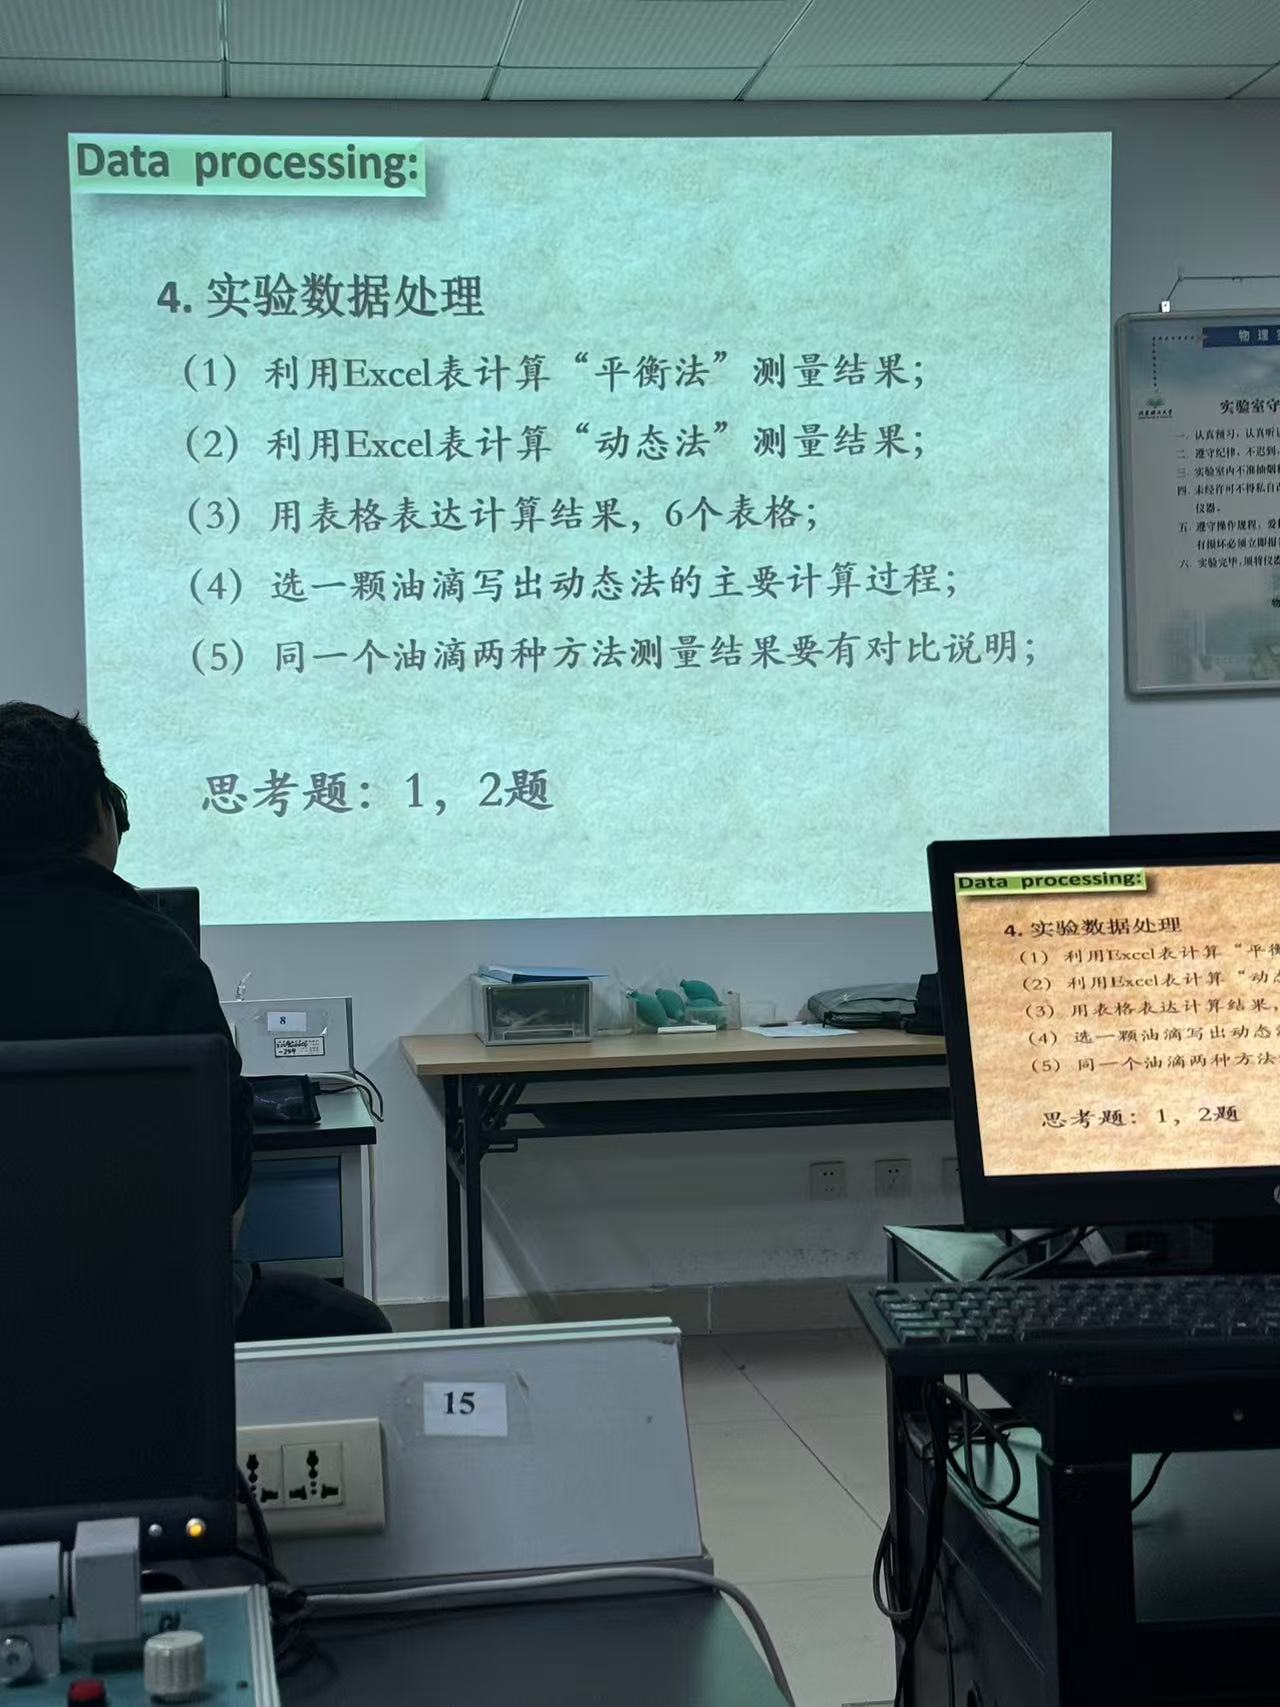 Data processing:
4. 实验数据处理
（1）利用Excel表计算“平衡法”测量结果；
（2）利用Excel表计算“动态法”测量结果；
（3）用表格表达计算结果，6个表格；
（4）选一颗油滴写出动态法的主要计算过程；
（5）同一个油滴两种方法测量结果要有对比说明；
思考题：1，2题
物 理
实验室守
一. 认真预习、认真听
二. 遵守纪律，不迟到
三. 实验室内不准抽烟
四. 未经许可不得私自
仪器。
五. 遵守操作规程，爱
有损坏必须立即报
六. 实验完毕，须将仪器
Data processing:
4. 实验数据处理
（1）利用Excel表计算“平
（2）利用Excel表计算“动
（3）用表格表达计算结果，
（4）选一颗油滴写出动态
（5）同一个油滴两种方法
思考题：1，2题
8
15